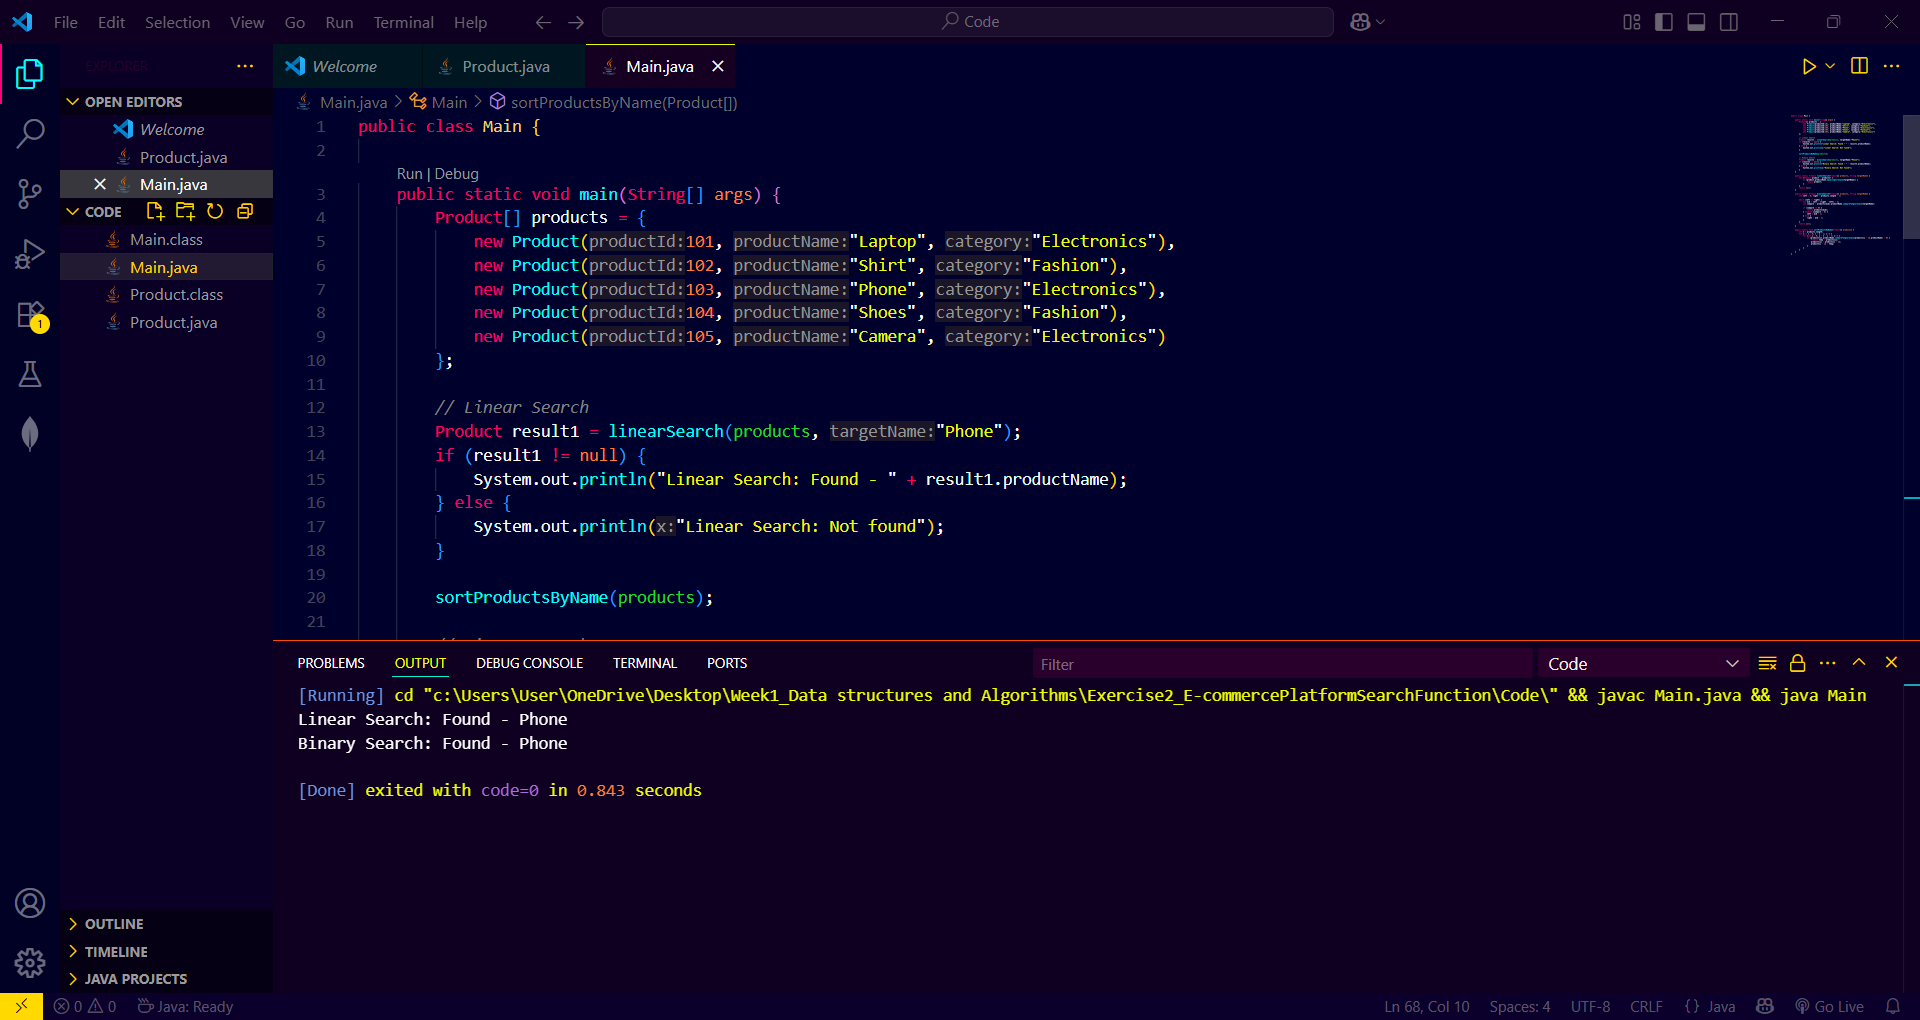 File Edit Selection View Go Run Terminal Help
Code
EXPLORER
OPEN EDITORS
Welcome
Product.java
Main.java
CODE
Main.class
Main.java
Product.class
Product.java
OUTLINE
TIMELINE
JAVA PROJECTS
1
Welcome Product.java Main.java
Main.java > Main > sortProductsByName(Product[])
1 public class Main {
2
Run | Debug
3 public static void main(String[] args) {
4 Product[] products = {
5 new Product(productId:101, productName:"Laptop", category:"Electronics"),
6 new Product(productId:102, productName:"Shirt", category:"Fashion"),
7 new Product(productId:103, productName:"Phone", category:"Electronics"),
8 new Product(productId:104, productName:"Shoes", category:"Fashion"),
9 new Product(productId:105, productName:"Camera", category:"Electronics")
10 };
11
12 // Linear Search
13 Product result1 = linearSearch(products, targetName:"Phone");
14 if (result1 != null) {
15 System.out.println("Linear Search: Found - " + result1.productName);
16 } else {
17 System.out.println(x:"Linear Search: Not found");
18 }
19
20 sortProductsByName(products);
21
PROBLEMS OUTPUT DEBUG CONSOLE TERMINAL PORTS
Filter
Code
[Running] cd "c:\Users\User\OneDrive\Desktop\Week1_Data structures and Algorithms\Exercise2_E-commercePlatformSearchFunction\Code\" && javac Main.java && java Main
Linear Search: Found - Phone
Binary Search: Found - Phone
[Done] exited with code=0 in 0.843 seconds
0 0 Java: Ready
Ln 68, Col 10 Spaces: 4 UTF-8 CRLF {} Java Go Live